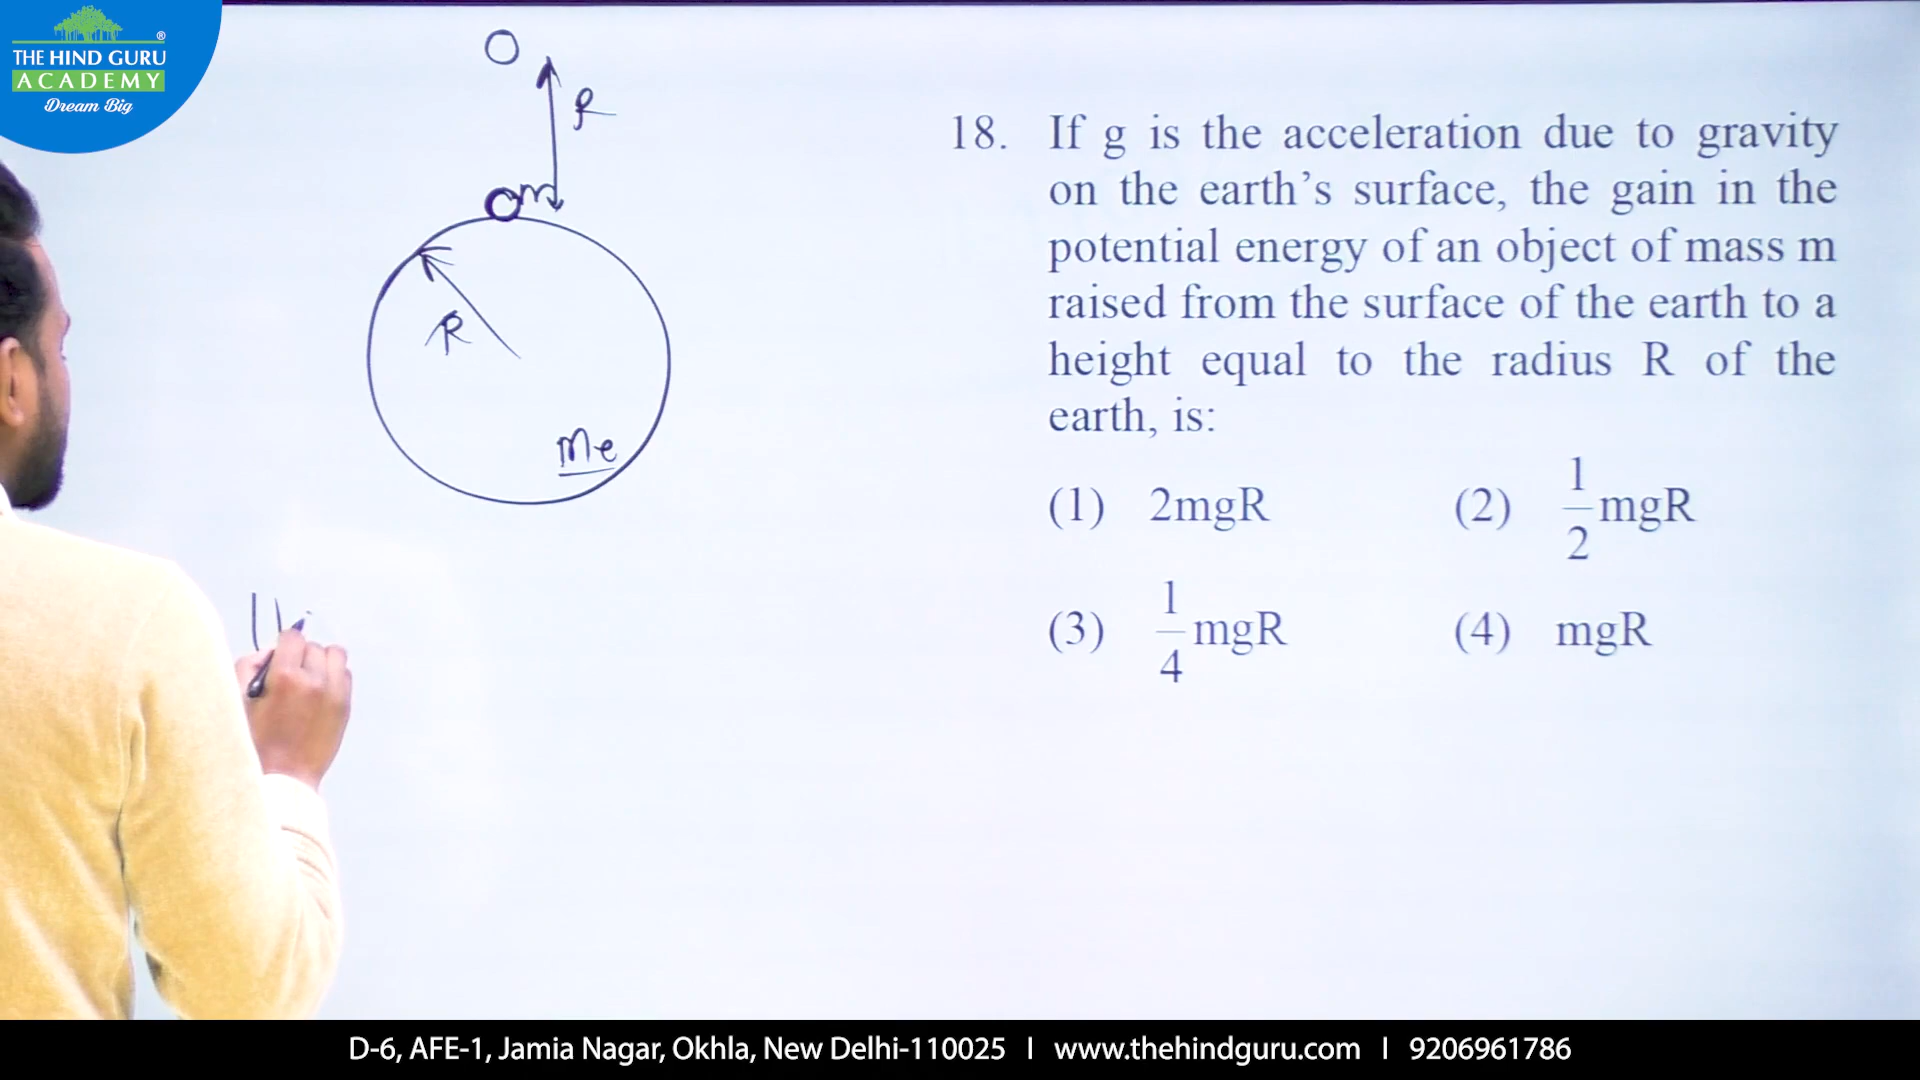 THE HIND GURU
ACADEMY
Dream Big
R
m
R
Me
18. If g is the acceleration due to gravity
on the earth’s surface, the gain in the
potential energy of an object of mass m
raised from the surface of the earth to a
height equal to the radius R of the
earth, is:
(1) 2mgR (2) 1/2 mgR
(3) 1/4 mgR (4) mgR
D-6, AFE-1, Jamia Nagar, Okhla, New Delhi-110025 | www.thehindguru.com | 9206961786